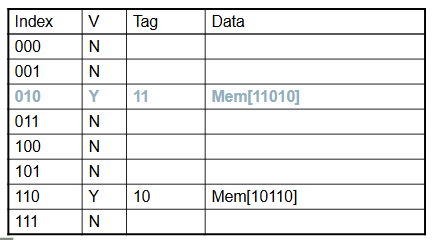 Index V Tag Data
000 N
001 N
010 Y 11 Mem[11010]
011 N
100 N
101 N
110 Y 10 Mem[10110]
111 N